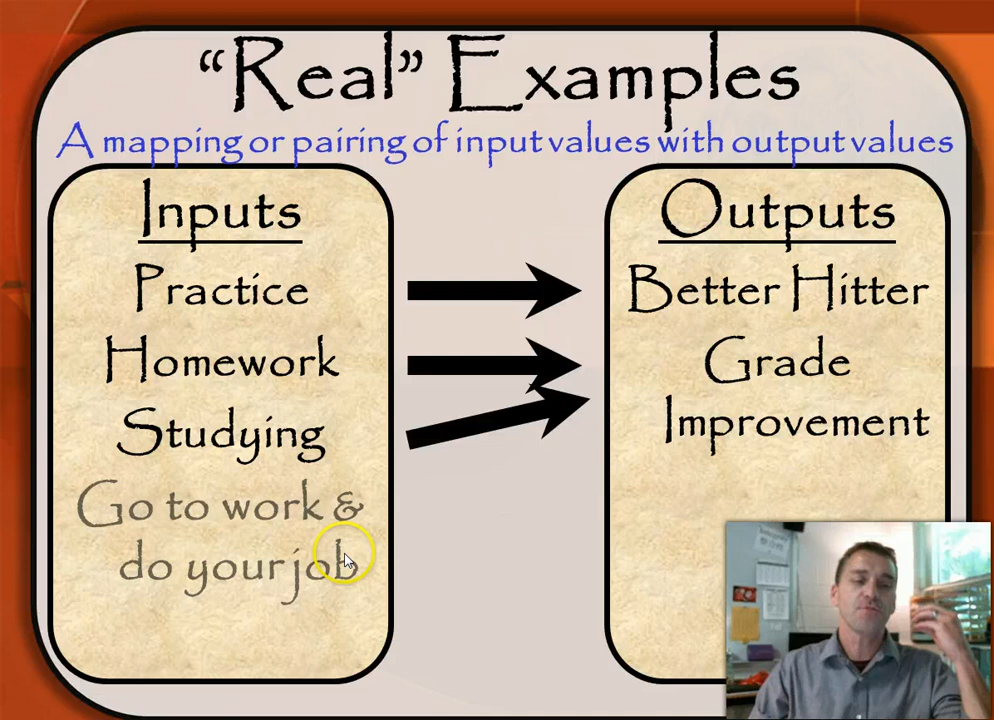 “Real” Examples
A mapping or pairing of input values with output values
Inputs
Practice
Homework
Studying
Go to work &
do your job
Outputs
Better Hitter
Grade
Improvement